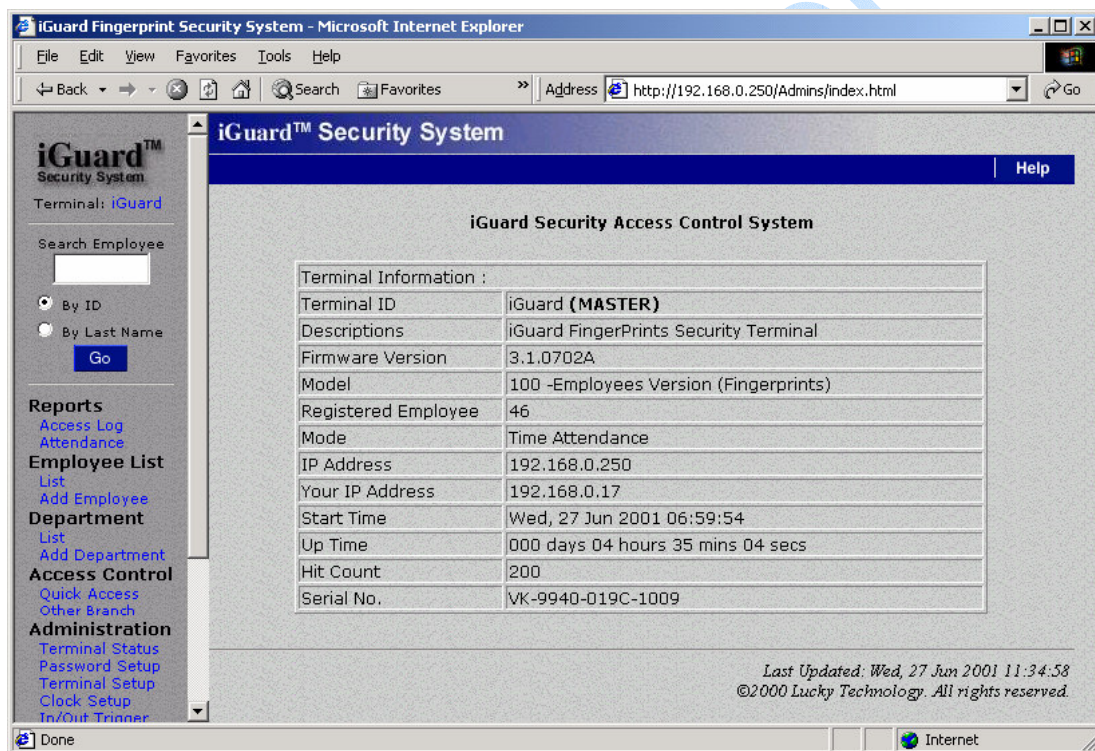 iGuard Fingerprint Security System - Microsoft Internet Explorer
File Edit View Favorites Tools Help
Back Search Favorites » Address http://192.168.0.250/Admins/index.html Go
iGuard™ Security System
Help
iGuard™
Security System
Terminal: iGuard
Search Employee
By ID
By Last Name
Go
Reports
Access Log
Attendance
Employee List
List
Add Employee
Department
List
Add Department
Access Control
Quick Access
Other Branch
Administration
Terminal Status
Password Setup
Terminal Setup
Clock Setup
In/Out Trigger
iGuard Security Access Control System
Terminal Information :
Terminal ID iGuard (MASTER)
Descriptions iGuard FingerPrints Security Terminal
Firmware Version 3.1.0702A
Model 100 -Employees Version (Fingerprints)
Registered Employee 46
Mode Time Attendance
IP Address 192.168.0.250
Your IP Address 192.168.0.17
Start Time Wed, 27 Jun 2001 06:59:54
Up Time 000 days 04 hours 35 mins 04 secs
Hit Count 200
Serial No. VK-9940-019C-1009
Last Updated: Wed, 27 Jun 2001 11:34:58
©2000 Lucky Technology. All rights reserved.
Done Internet